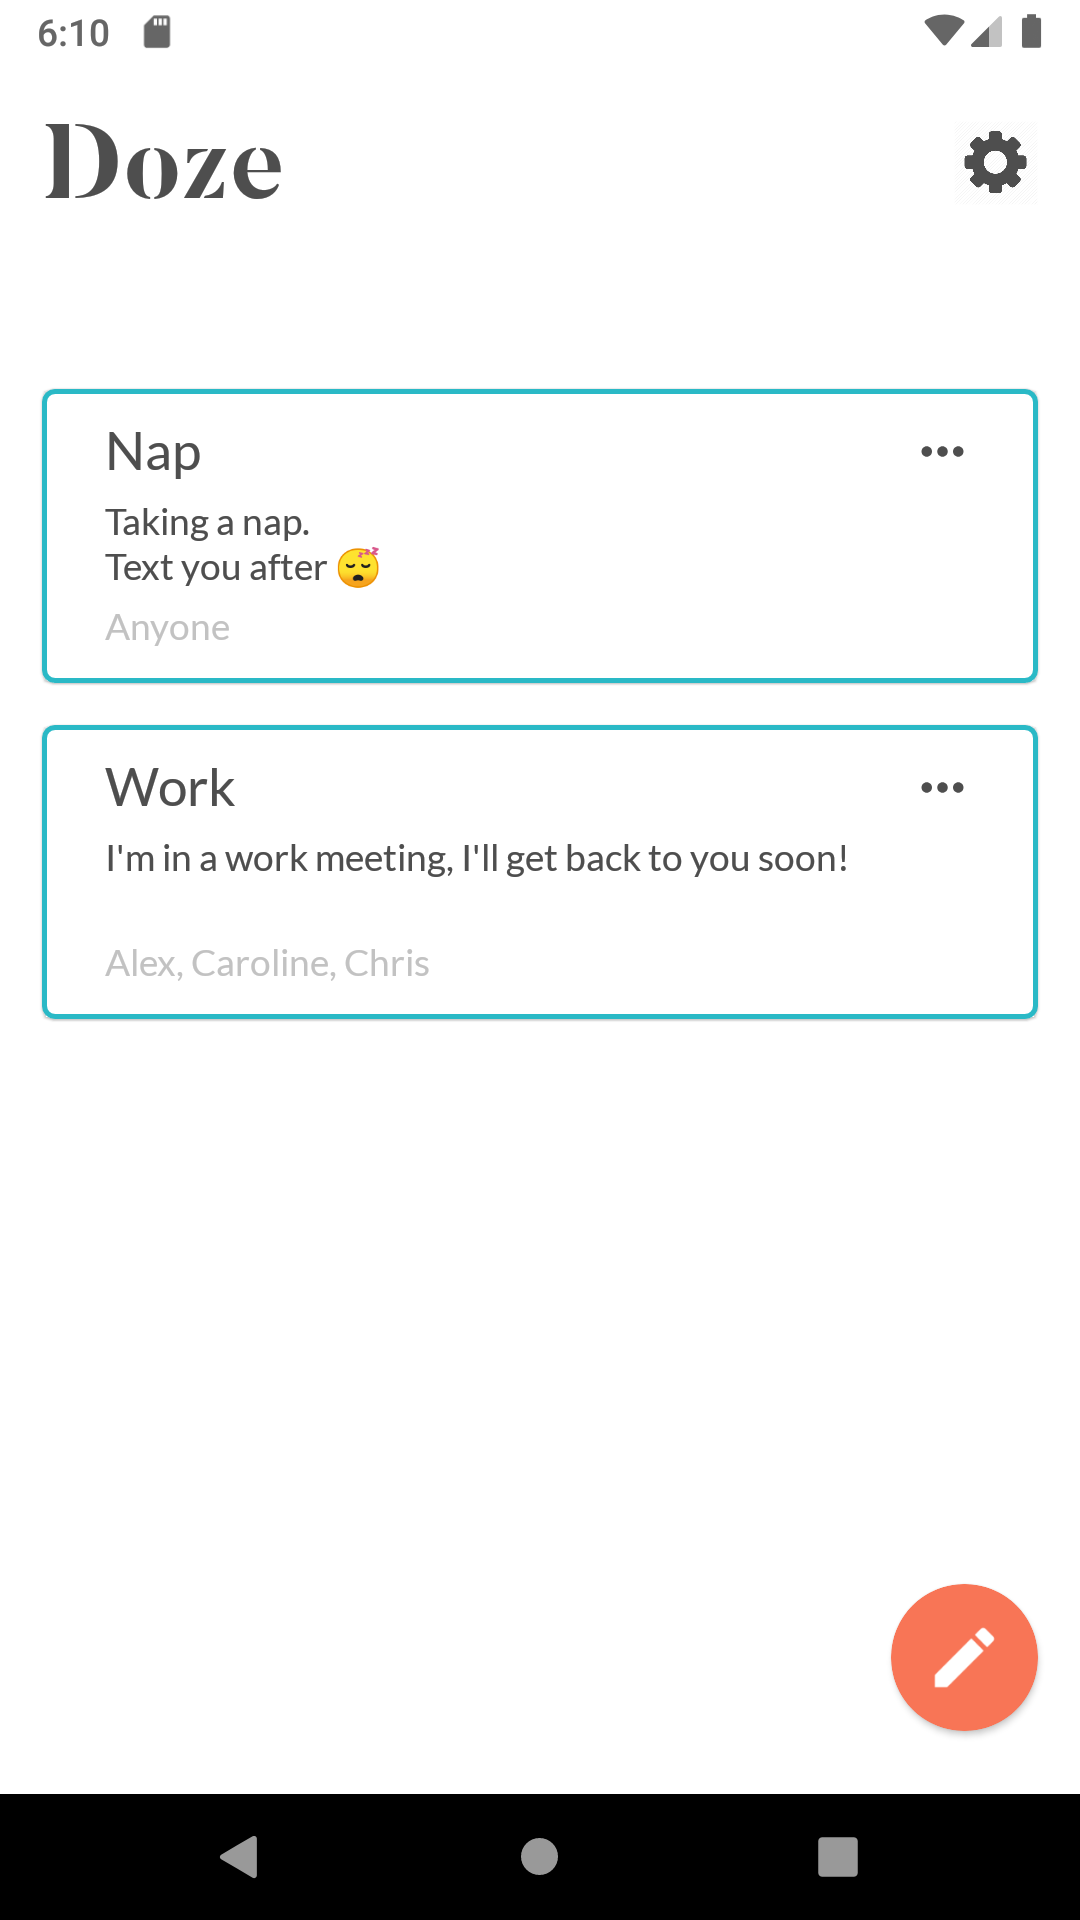 6:10
Doze
Nap
Taking a nap.
Text you after 😴
Anyone
Work
I'm in a work meeting, I'll get back to you soon!
Alex, Caroline, Chris